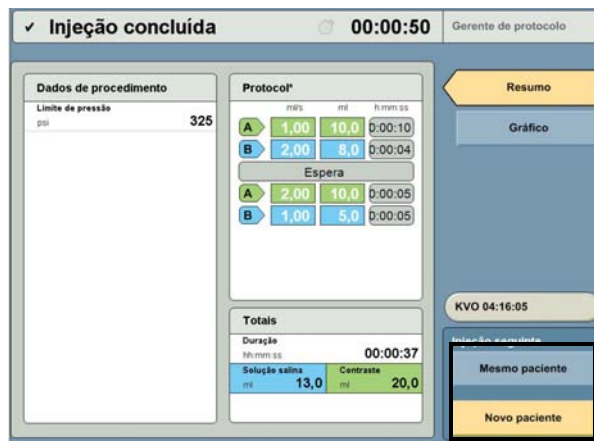 ✓ Injeção concluída 00:00:50 Gerente de protocolo
Dados de procedimento
Limite de pressão
psi 325
Protocol*
ml/s ml h:mm:ss
A 1,00 10,0 0:00:10
B 2,00 8,0 0:00:04
Espera
A 2,00 10,0 0:00:05
B 1,00 5,0 0:00:05
Totais
Duração
hh:mm:ss 00:00:37
Solução salina Contraste
ml 13,0 ml 20,0
Resumo
Gráfico
KVO 04:16:05
Injeção seguinte
Mesmo paciente
Novo paciente